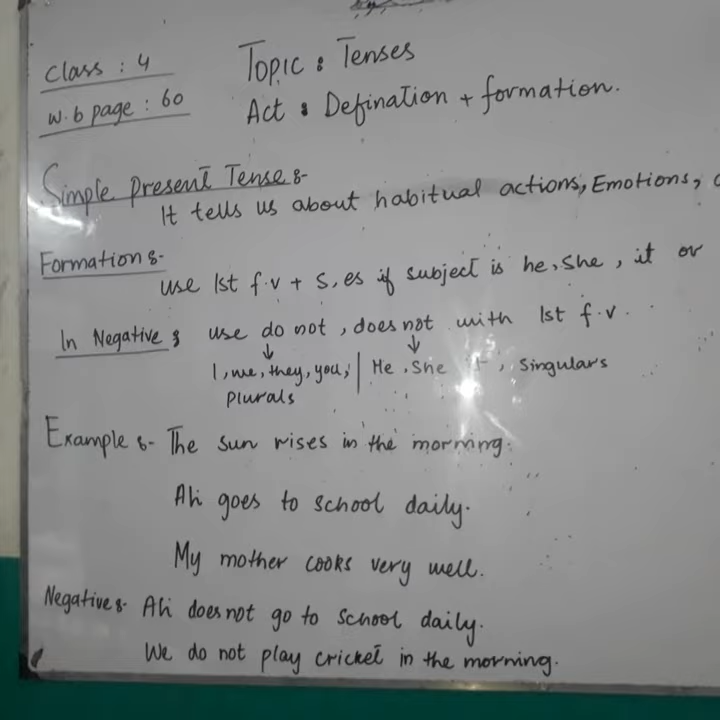 Class : 4
Topic : Tenses
w.b page : 60
Act : Defination + formation.
Simple Present Tense :-
It tells us about habitual actions, Emotions,
Formation :-
use 1st f.v + s, es if subject is he, she, it or
In Negative : use do not, does not with 1st f.v.
↓ ↓
I, we, they, you, | He, She, Singulars
plurals
Example :- The sun rises in the morning.
Ali goes to school daily.
My mother cooks very well.
Negative :- Ali does not go to school daily.
We do not play cricket in the morning.